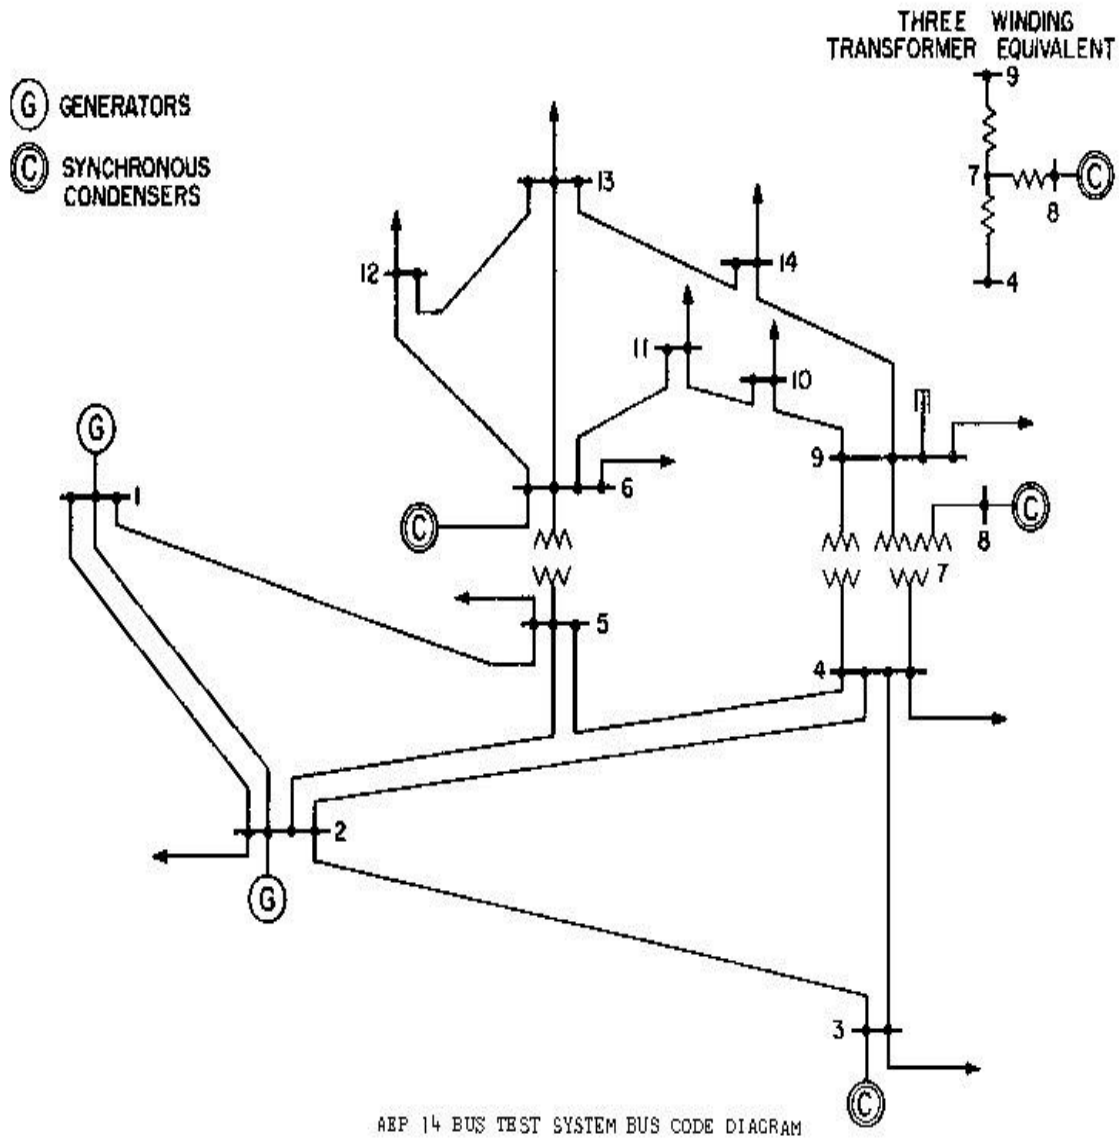 THREE WINDING
TRANSFORMER EQUIVALENT
9
7
C
8
4
G GENERATORS
C SYNCHRONOUS
CONDENSERS
13
12
14
11
10
G
1
9
6
C
C
8
7
5
4
2
G
3
C
AEP 14 BUS TEST SYSTEM BUS CODE DIAGRAM